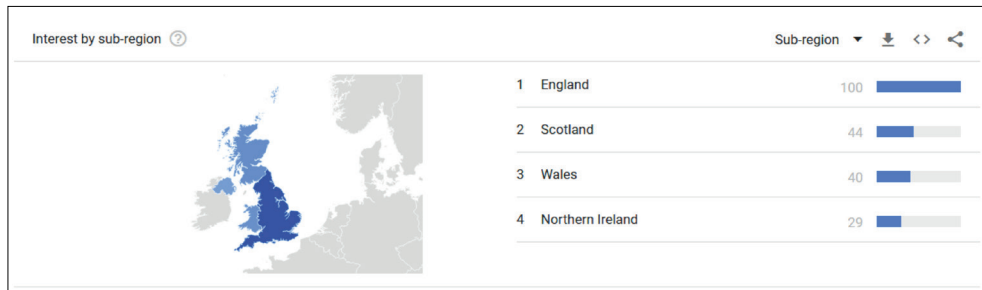 Interest by sub-region ?
Sub-region
1 England 100
2 Scotland 44
3 Wales 40
4 Northern Ireland 29